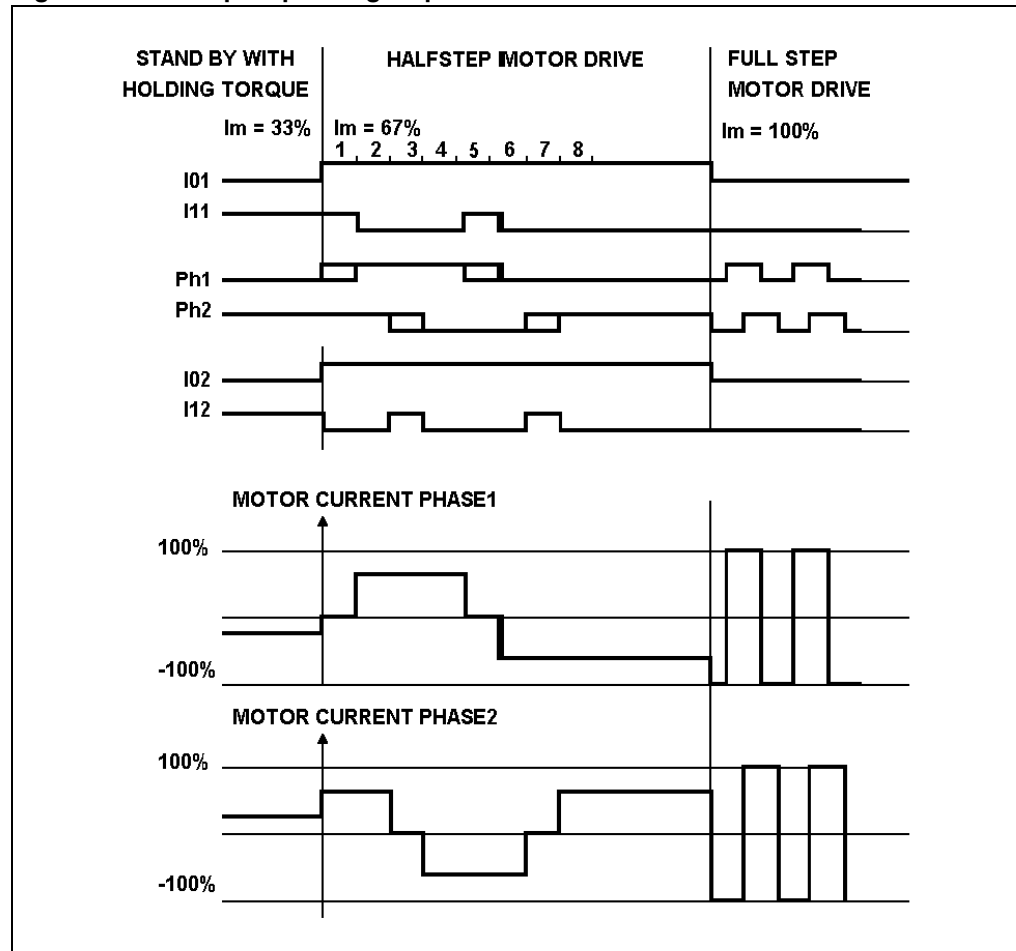 STAND BY WITH
HOLDING TORQUE
HALFSTEP MOTOR DRIVE
FULL STEP
MOTOR DRIVE
Im = 33%
Im = 67%
Im = 100%
1 2 3 4 5 6 7 8
I01
I11
Ph1
Ph2
I02
I12
MOTOR CURRENT PHASE1
100%
-100%
MOTOR CURRENT PHASE2
100%
-100%